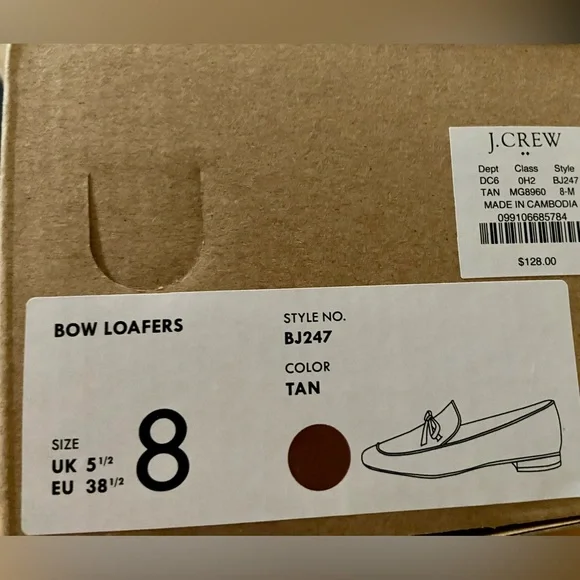 J.CREW
Dept Class Style
DC6 0H2 BJ247
TAN MG8960 8-M
MADE IN CAMBODIA
099106685784
$128.00
BOW LOAFERS
STYLE NO.
BJ247
COLOR
TAN
SIZE
UK 5 1/2
EU 38 1/2
8